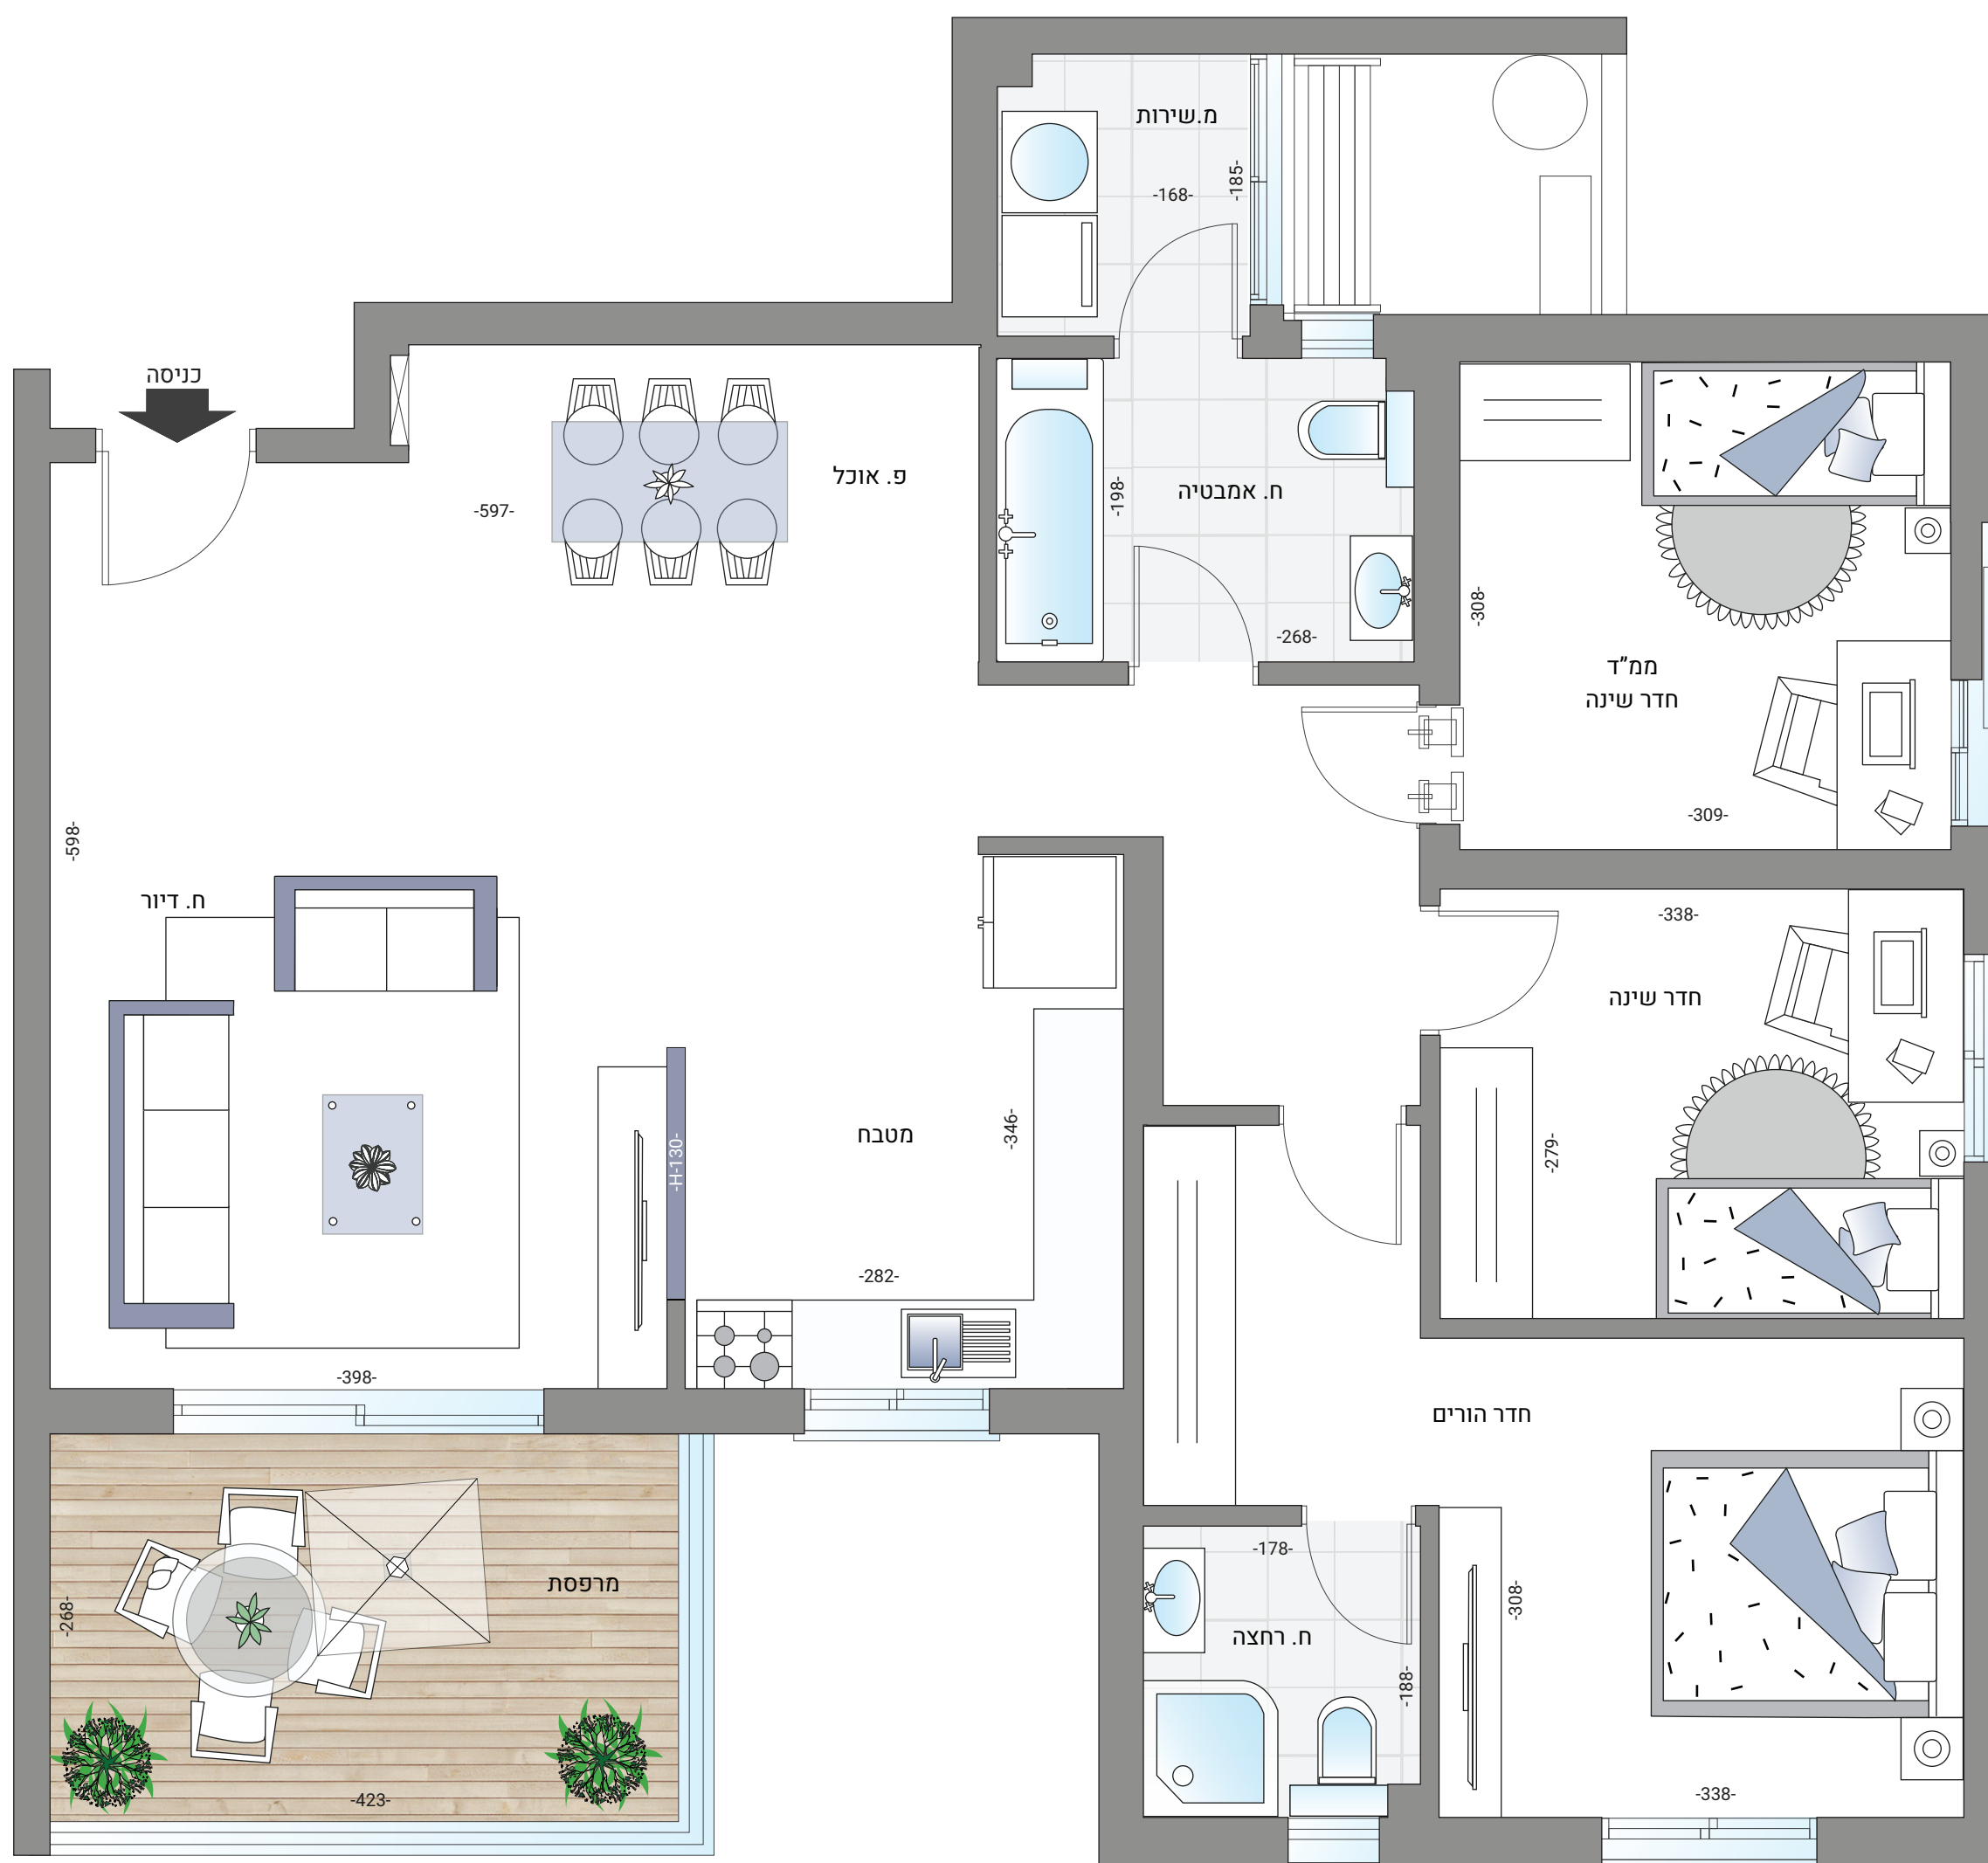 מ.שירות
-185-
-168-
כניסה
פ. אוכל
-597-
ח. אמבטיה
-198-
-268-
-308-
ממ"ד
חדר שינה
-309-
-598-
ח. דיור
-338-
חדר שינה
-279-
מטבח
-346-
-H-130-
-282-
-398-
חדר הורים
-178-
ח. רחצה
-188-
-308-
-338-
מרפסת
-268-
-423-